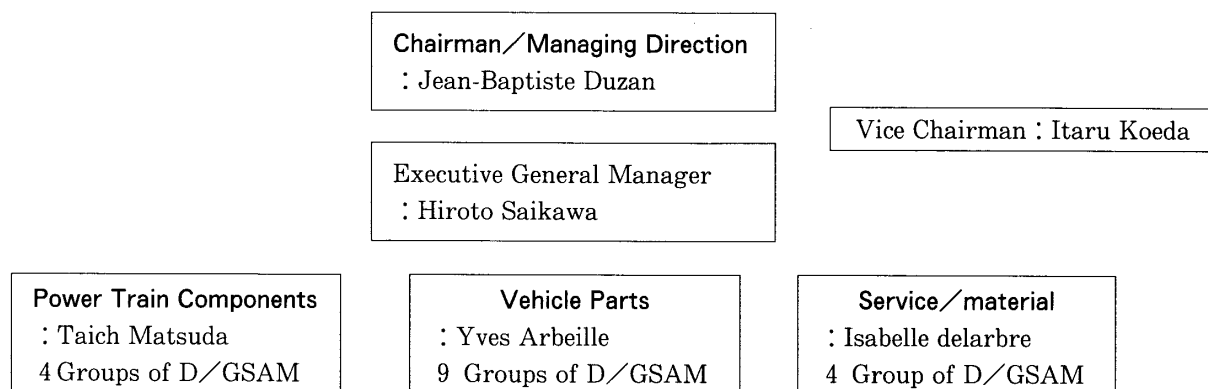 Chairman／Managing Direction
：Jean-Baptiste Duzan
Vice Chairman：Itaru Koeda
Executive General Manager
：Hiroto Saikawa
Power Train Components
：Taich Matsuda
4 Groups of D／GSAM
Vehicle Parts
：Yves Arbeille
9 Groups of D／GSAM
Service／material
：Isabelle delarbre
4 Group of D／GSAM